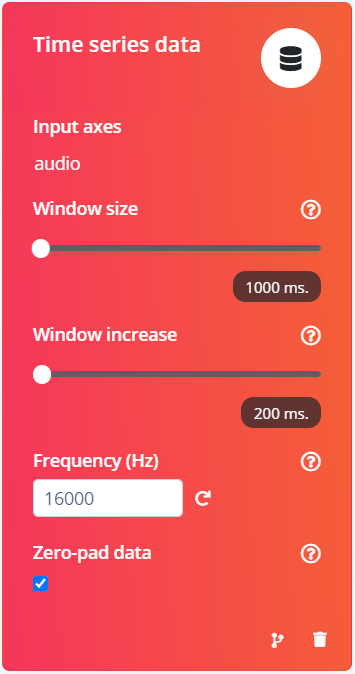 Time series data
Input axes
audio
Window size
1000 ms.
Window increase
200 ms.
Frequency (Hz)
16000
Zero-pad data